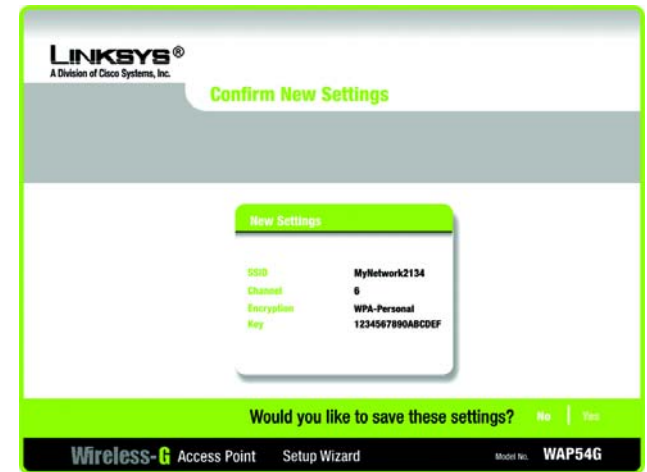 LINKSYS®
A Division of Cisco Systems, Inc.
Confirm New Settings
New Settings
SSID MyNetwork2134
Channel 6
Encryption WPA-Personal
Key 1234567890ABCDEF
Would you like to save these settings? No | Yes
Wireless-G Access Point Setup Wizard Model No. WAP54G